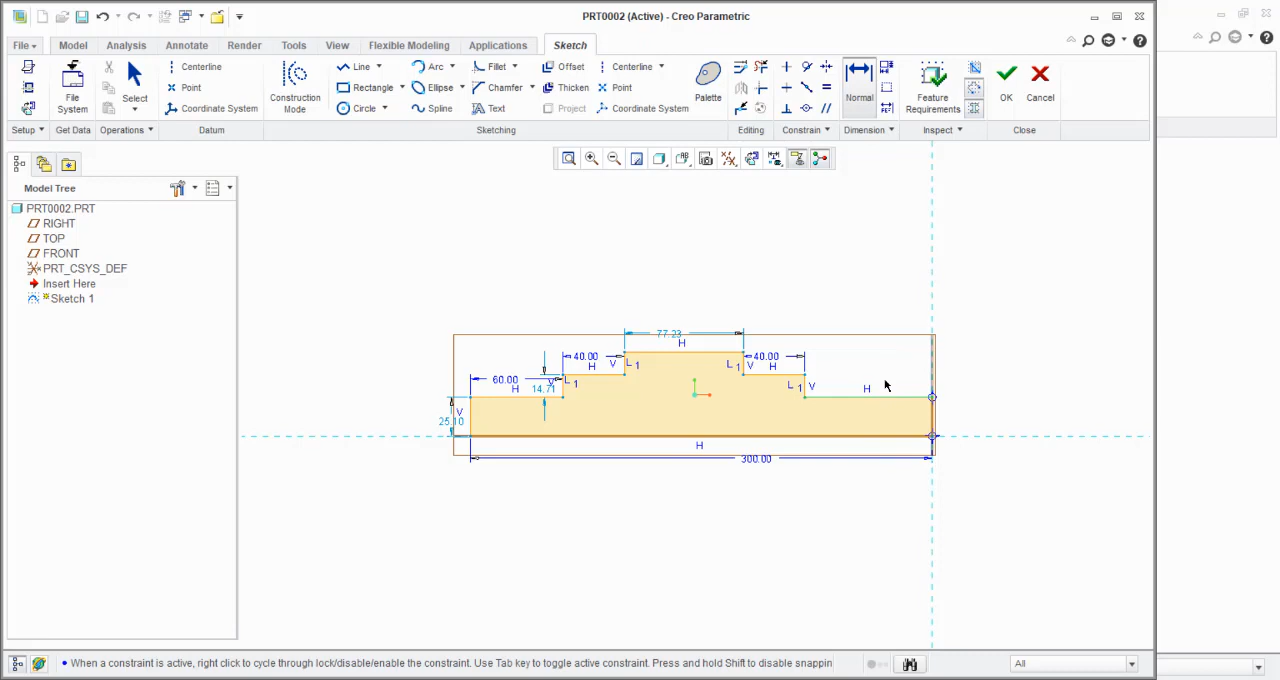 PRT0002 (Active) - Creo Parametric
File Model Analysis Annotate Render Tools View Flexible Modeling Applications Sketch
File System
Select
Centerline
Point
Coordinate System
Construction Mode
Line
Arc
Fillet
Offset
Centerline
Rectangle
Ellipse
Chamfer
Thicken
Point
Circle
Spline
Text
Project
Coordinate System
Palette
Normal
Feature Requirements
OK
Cancel
Setup Get Data Operations Datum Sketching Editing Constrain Dimension Inspect Close
Model Tree
PRT0002.PRT
RIGHT
TOP
FRONT
PRT_CSYS_DEF
Insert Here
Sketch 1
77.23
H
40.00
H
V
L 1
L 1
V
40.00
H
60.00
H
V
L 1
14.71
L 1
V
H
V
25.10
H
300.00
• When a constraint is active, right click to cycle through lock/disable/enable the constraint. Use Tab key to toggle active constraint. Press and hold Shift to disable snappin
All